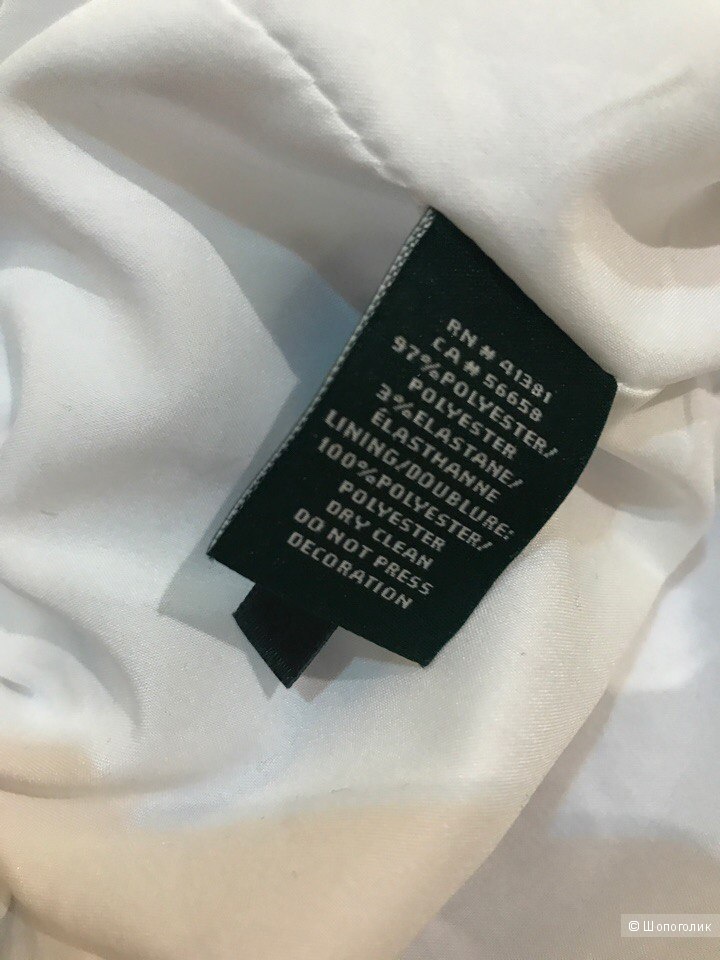 RN # 41381
CA # 56658
97%POLYESTER/
POLYESTER
3%ELASTANE/
ÉLASTHANNE
LINING/DOUBLURE:
100%POLYESTER/
POLYESTER
DRY CLEAN
DO NOT PRESS
DECORATION
© Шопоголик